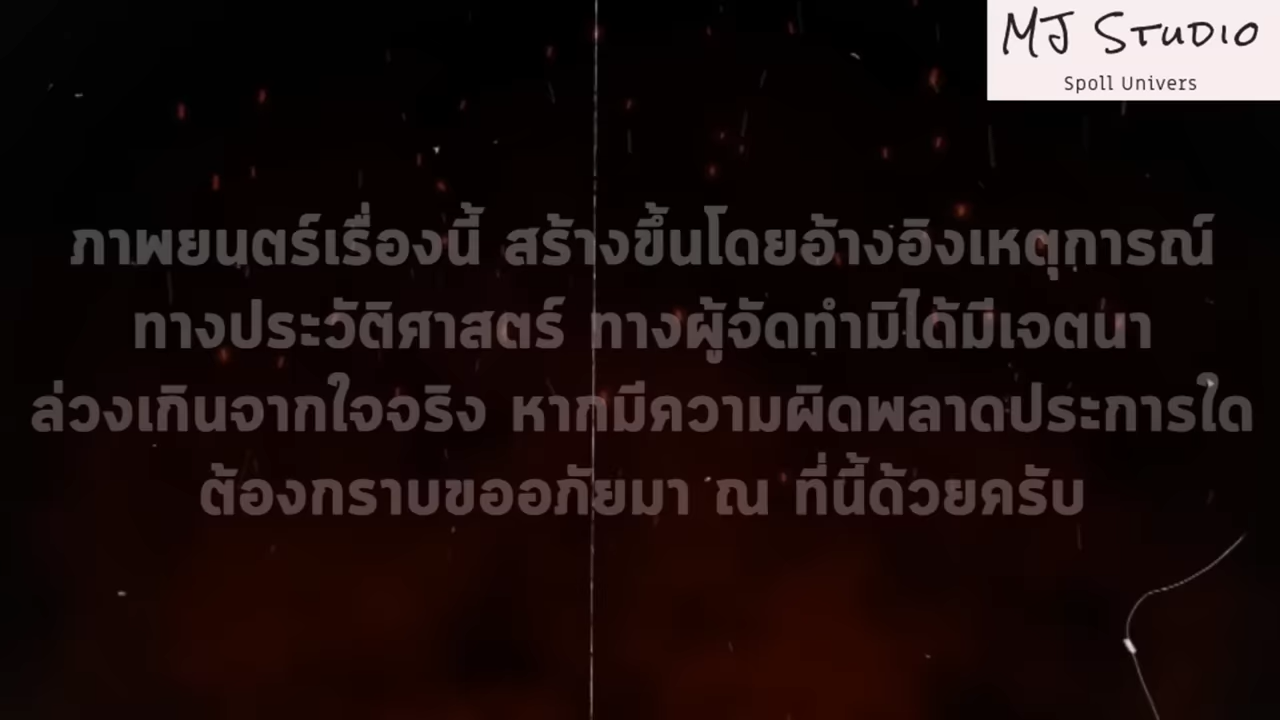 MJ STUDIO
Spoll Univers
ภาพยนตร์เรื่องนี้ สร้างขึ้นโดยอ้างอิงเหตุการณ์
ทางประวัติศาสตร์ ทางผู้จัดทำมิได้มีเจตนา
ล่วงเกินจากใจจริง หากมีความผิดพลาดประการใด
ต้องกราบขออภัยมา ณ ที่นี้ด้วยครับ